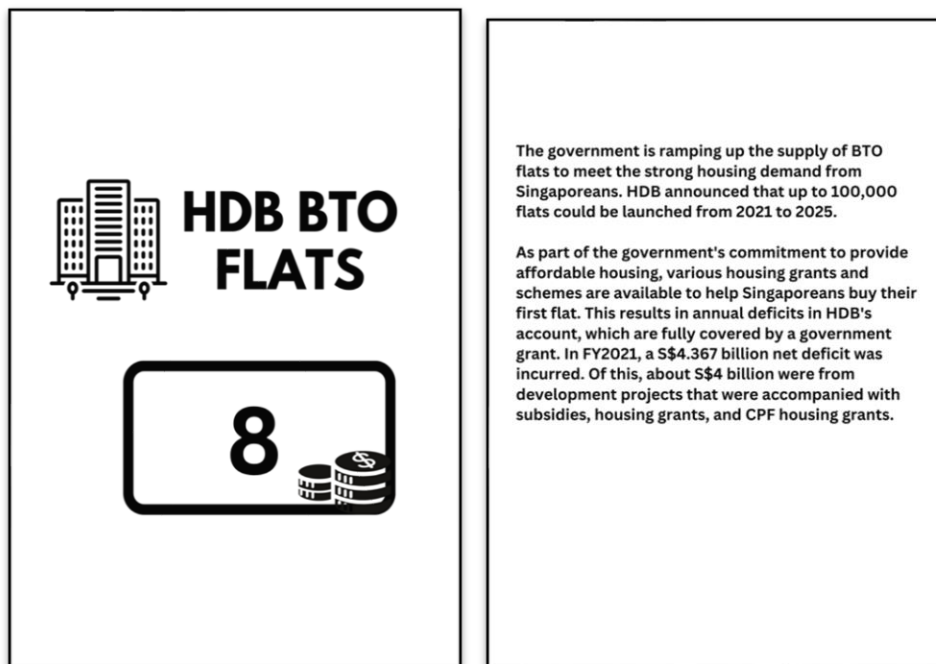 HDB BTO
FLATS
8
$
The government is ramping up the supply of BTO
flats to meet the strong housing demand from
Singaporeans. HDB announced that up to 100,000
flats could be launched from 2021 to 2025.
As part of the government's commitment to provide
affordable housing, various housing grants and
schemes are available to help Singaporeans buy their
first flat. This results in annual deficits in HDB's
account, which are fully covered by a government
grant. In FY2021, a S$4.367 billion net deficit was
incurred. Of this, about S$4 billion were from
development projects that were accompanied with
subsidies, housing grants, and CPF housing grants.